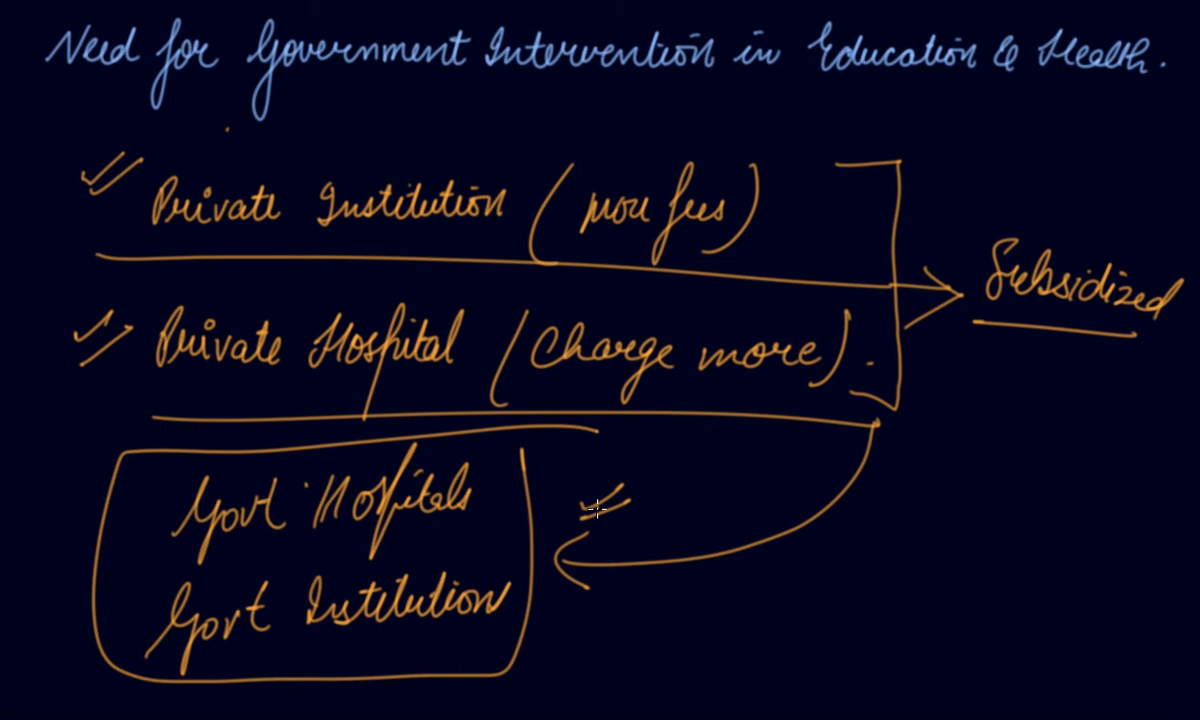 Need for Government Intervention in Education & Health.
Private Institution (more fees)
Subsidized
Private Hospital (Charge more).
Govt Hospitals
Govt Institution